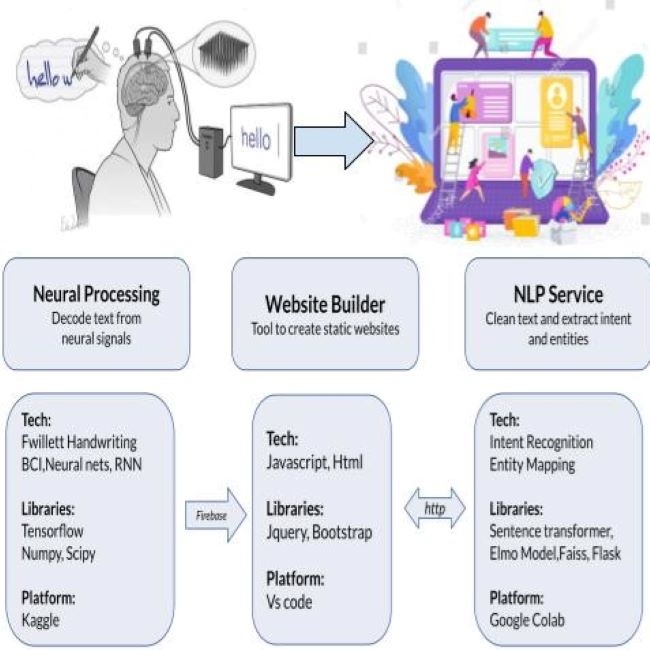 hello w
hello
Neural Processing
Decode text from
neural signals
Website Builder
Tool to create static websites
NLP Service
Clean text and extract intent
and entities
Tech:
Fwillett Handwriting
BCI,Neural nets, RNN
Libraries:
Tensorflow
Numpy, Scipy
Platform:
Kaggle
Firebase
Tech:
Javascript, Html
Libraries:
Jquery, Bootstrap
Platform:
Vs code
http
Tech:
Intent Recognition
Entity Mapping
Libraries:
Sentence transformer,
Elmo Model,Faiss, Flask
Platform:
Google Colab